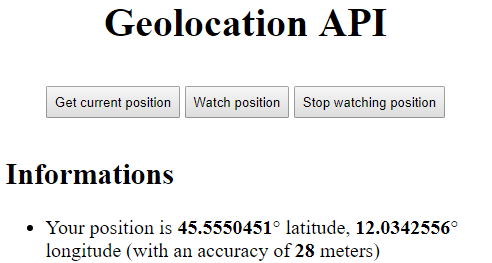 Geolocation API
Get current position Watch position Stop watching position
Informations
• Your position is 45.5550451° latitude, 12.0342556°
longitude (with an accuracy of 28 meters)